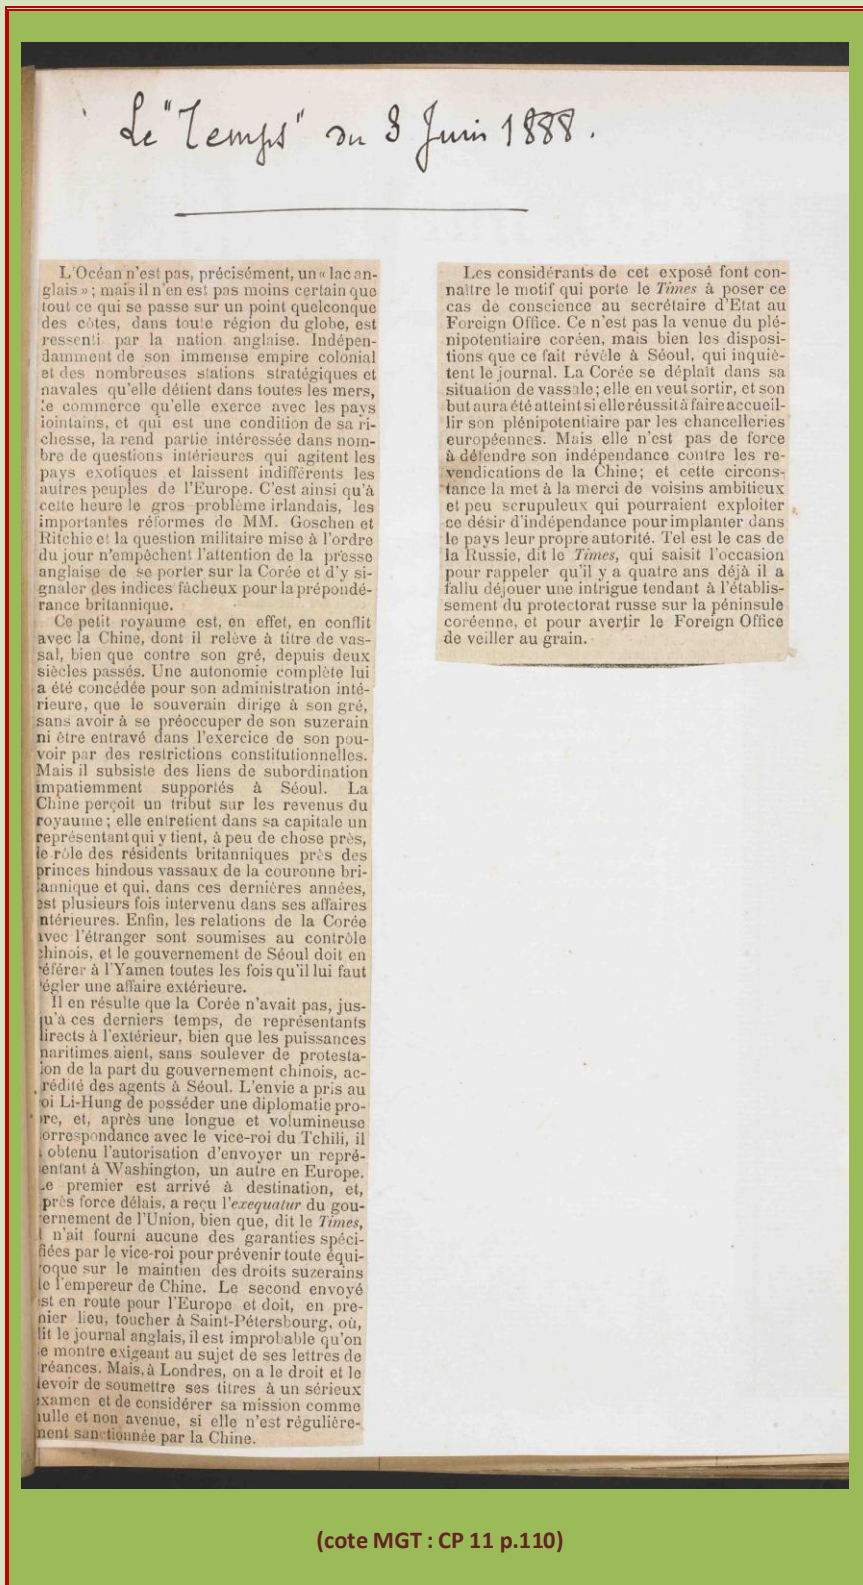 Le "Temps" du 3 Juin 1888.
L'Océan n'est pas, précisément, un « lac an-
glais » ; mais il n'en est pas moins certain que
tout ce qui se passe sur un point quelconque
des côtes, dans toute région du globe, est
ressenti par la nation anglaise. Indépen-
damment de son immense empire colonial
et des nombreuses stations stratégiques et
navales qu'elle détient dans toutes les mers,
le commerce qu'elle exerce avec les pays
lointains, et qui est une condition de sa ri-
chesse, la rend partie intéressée dans nom-
bre de questions intérieures qui agitent les
pays exotiques et laissent indifférents les
autres peuples de l'Europe. C'est ainsi qu'à
cette heure le gros problème irlandais, les
importantes réformes de MM. Goschen et
Ritchie et la question militaire mise à l'ordre
du jour n'empêchent l'attention de la presse
anglaise de se porter sur la Corée et d'y si-
gnaler des indices fâcheux pour la prépondé-
rance britannique.
Ce petit royaume est, en effet, en conflit
avec la Chine, dont il relève à titre de vas-
sal, bien que contre son gré, depuis deux
siècles passés. Une autonomie complète lui
a été concédée pour son administration inté-
rieure, que le souverain dirige à son gré,
sans avoir à se préoccuper de son suzerain
ni être entravé dans l'exercice de son pou-
voir par des restrictions constitutionnelles.
Mais il subsiste des liens de subordination
impatiemment supportés à Séoul. La
Chine perçoit un tribut sur les revenus du
royaume ; elle entretient dans sa capitale un
représentant qui y tient, à peu de chose près,
le rôle des résidents britanniques près des
princes hindous vassaux de la couronne bri-
tannique et qui, dans ces dernières années,
est plusieurs fois intervenu dans ses affaires
ntérieures. Enfin, les relations de la Corée
avec l'étranger sont soumises au contrôle
chinois, et le gouvernement de Séoul doit en
référer à l'Yamen toutes les fois qu'il lui faut
régler une affaire extérieure.
Il en résulte que la Corée n'avait pas, jus-
qu'à ces derniers temps, de représentants
directs à l'extérieur, bien que les puissances
maritimes aient, sans soulever de protesta-
ion de la part du gouvernement chinois, ac-
crédité des agents à Séoul. L'envie a pris au
oi Li-Hung de posséder une diplomatie pro-
pre, et, après une longue et volumineuse
orrespondance avec le vice-roi du Tchili, il
obtenu l'autorisation d'envoyer un repré-
entant à Washington, un autre en Europe.
Le premier est arrivé à destination, et,
près force délais, a reçu l'exequatur du gou-
ernement de l'Union, bien que, dit le Times,
l n'ait fourni aucune des garanties spéci-
fiées par le vice-roi pour prévenir toute équi-
oque sur le maintien des droits suzerains
de l'empereur de Chine. Le second envoyé
est en route pour l'Europe et doit, en pre-
mier lieu, toucher à Saint-Pétersbourg, où,
dit le journal anglais, il est improbable qu'on
se montre exigeant au sujet de ses lettres de
réances. Mais, à Londres, on a le droit et le
devoir de soumettre ses titres à un sérieux
examen et de considérer sa mission comme
nulle et non avenue, si elle n'est régulière-
ment sanctionnée par la Chine.
Les considérants de cet exposé font con-
naître le motif qui porte le Times à poser ce
cas de conscience au secrétaire d'Etat au
Foreign Office. Ce n'est pas la venue du plé-
nipotentiaire coréen, mais bien les disposi-
tions que ce fait révèle à Séoul, qui inquiè-
tent le journal. La Corée se déplaît dans sa
situation de vassale ; elle en veut sortir, et son
but aura été atteint si elle réussit à faire accueil-
lir son plénipotentiaire par les chancelleries
européennes. Mais elle n'est pas de force
à défendre son indépendance contre les re-
vendications de la Chine; et cette circons-
tance la met à la merci de voisins ambitieux
et peu scrupuleux qui pourraient exploiter
ce désir d'indépendance pour implanter dans
le pays leur propre autorité. Tel est le cas de
la Russie, dit le Times, qui saisit l'occasion
pour rappeler qu'il y a quatre ans déjà il a
fallu déjouer une intrigue tendant à l'établis-
sement du protectorat russe sur la péninsule
coréenne, et pour avertir le Foreign Office
de veiller au grain.
(cote MGT : CP 11 p.110)